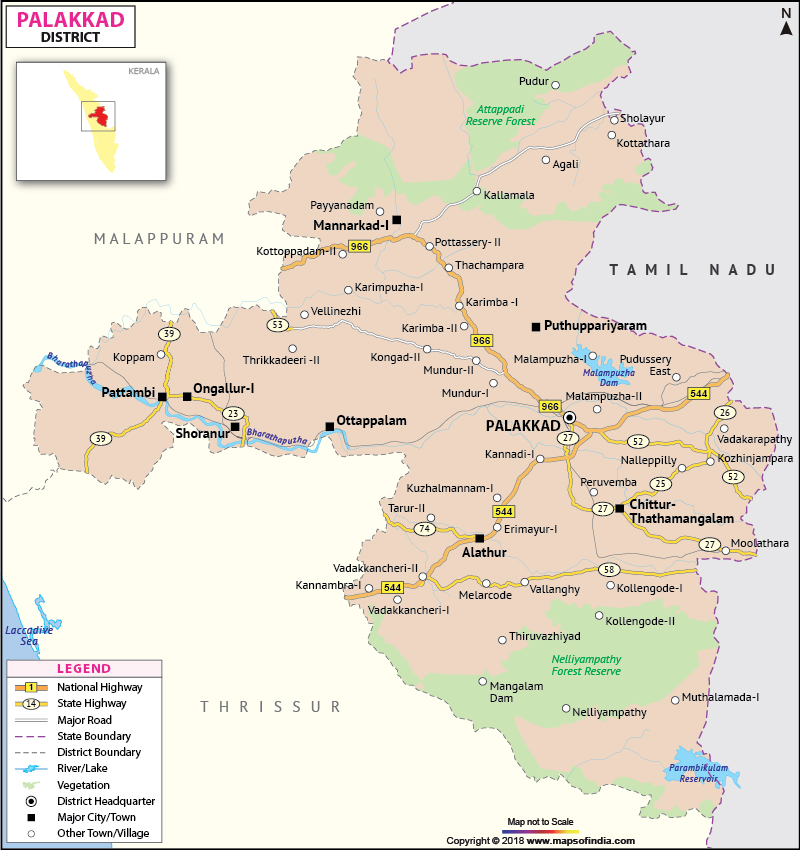 PALAKKAD
DISTRICT
N
KERALA
Pudur
Attappadi
Reserve Forest
Sholayur
Kottathara
Agali
Kallamala
Payyanadam
Mannarkad-I
MALAPPURAM
966
Pottassery- II
Kottoppadam-II
Thachampara
TAMIL NADU
Karimpuzha-I
Karimba -I
Vellinezhi
53
Karimba -II
Puthuppariyaram
39
966
Koppam
Thrikkadeeri -II
Kongad-II
Malampuzha-I
Pudussery
East
Bharathapuzha
Mundur-II
Malampuzha
Dam
Mundur-I
Pattambi
Ongallur-I
544
Malampuzha-II
966
23
26
Shoranur
Bharathapuzha
Ottappalam
PALAKKAD
39
27
52
Vadakarapathy
Kannadi-I
Nalleppilly
Kozhinjampara
52
25
Peruvemba
Kuzhalmannam-I
Tarur-II
544
27
Chittur-
Thathamangalam
74
Erimayur-I
Alathur
27
Moolathara
Vadakkancheri-II
58
Kannambra-I
544
Melarcode
Vallanghy
Kollengode-I
Vadakkancheri-I
Kollengode-II
Laccadive
Sea
Thiruvazhiyad
Nelliyampathy
Forest Reserve
LEGEND
1 National Highway
14 State Highway
Major Road
State Boundary
District Boundary
River/Lake
Vegetation
District Headquarter
Major City/Town
Other Town/Village
Mangalam
Dam
Nelliyampathy
Muthalamada-I
THRISSUR
Parambikulam
Reservoir
Map not to Scale
Copyright © 2018 www.mapsofindia.com